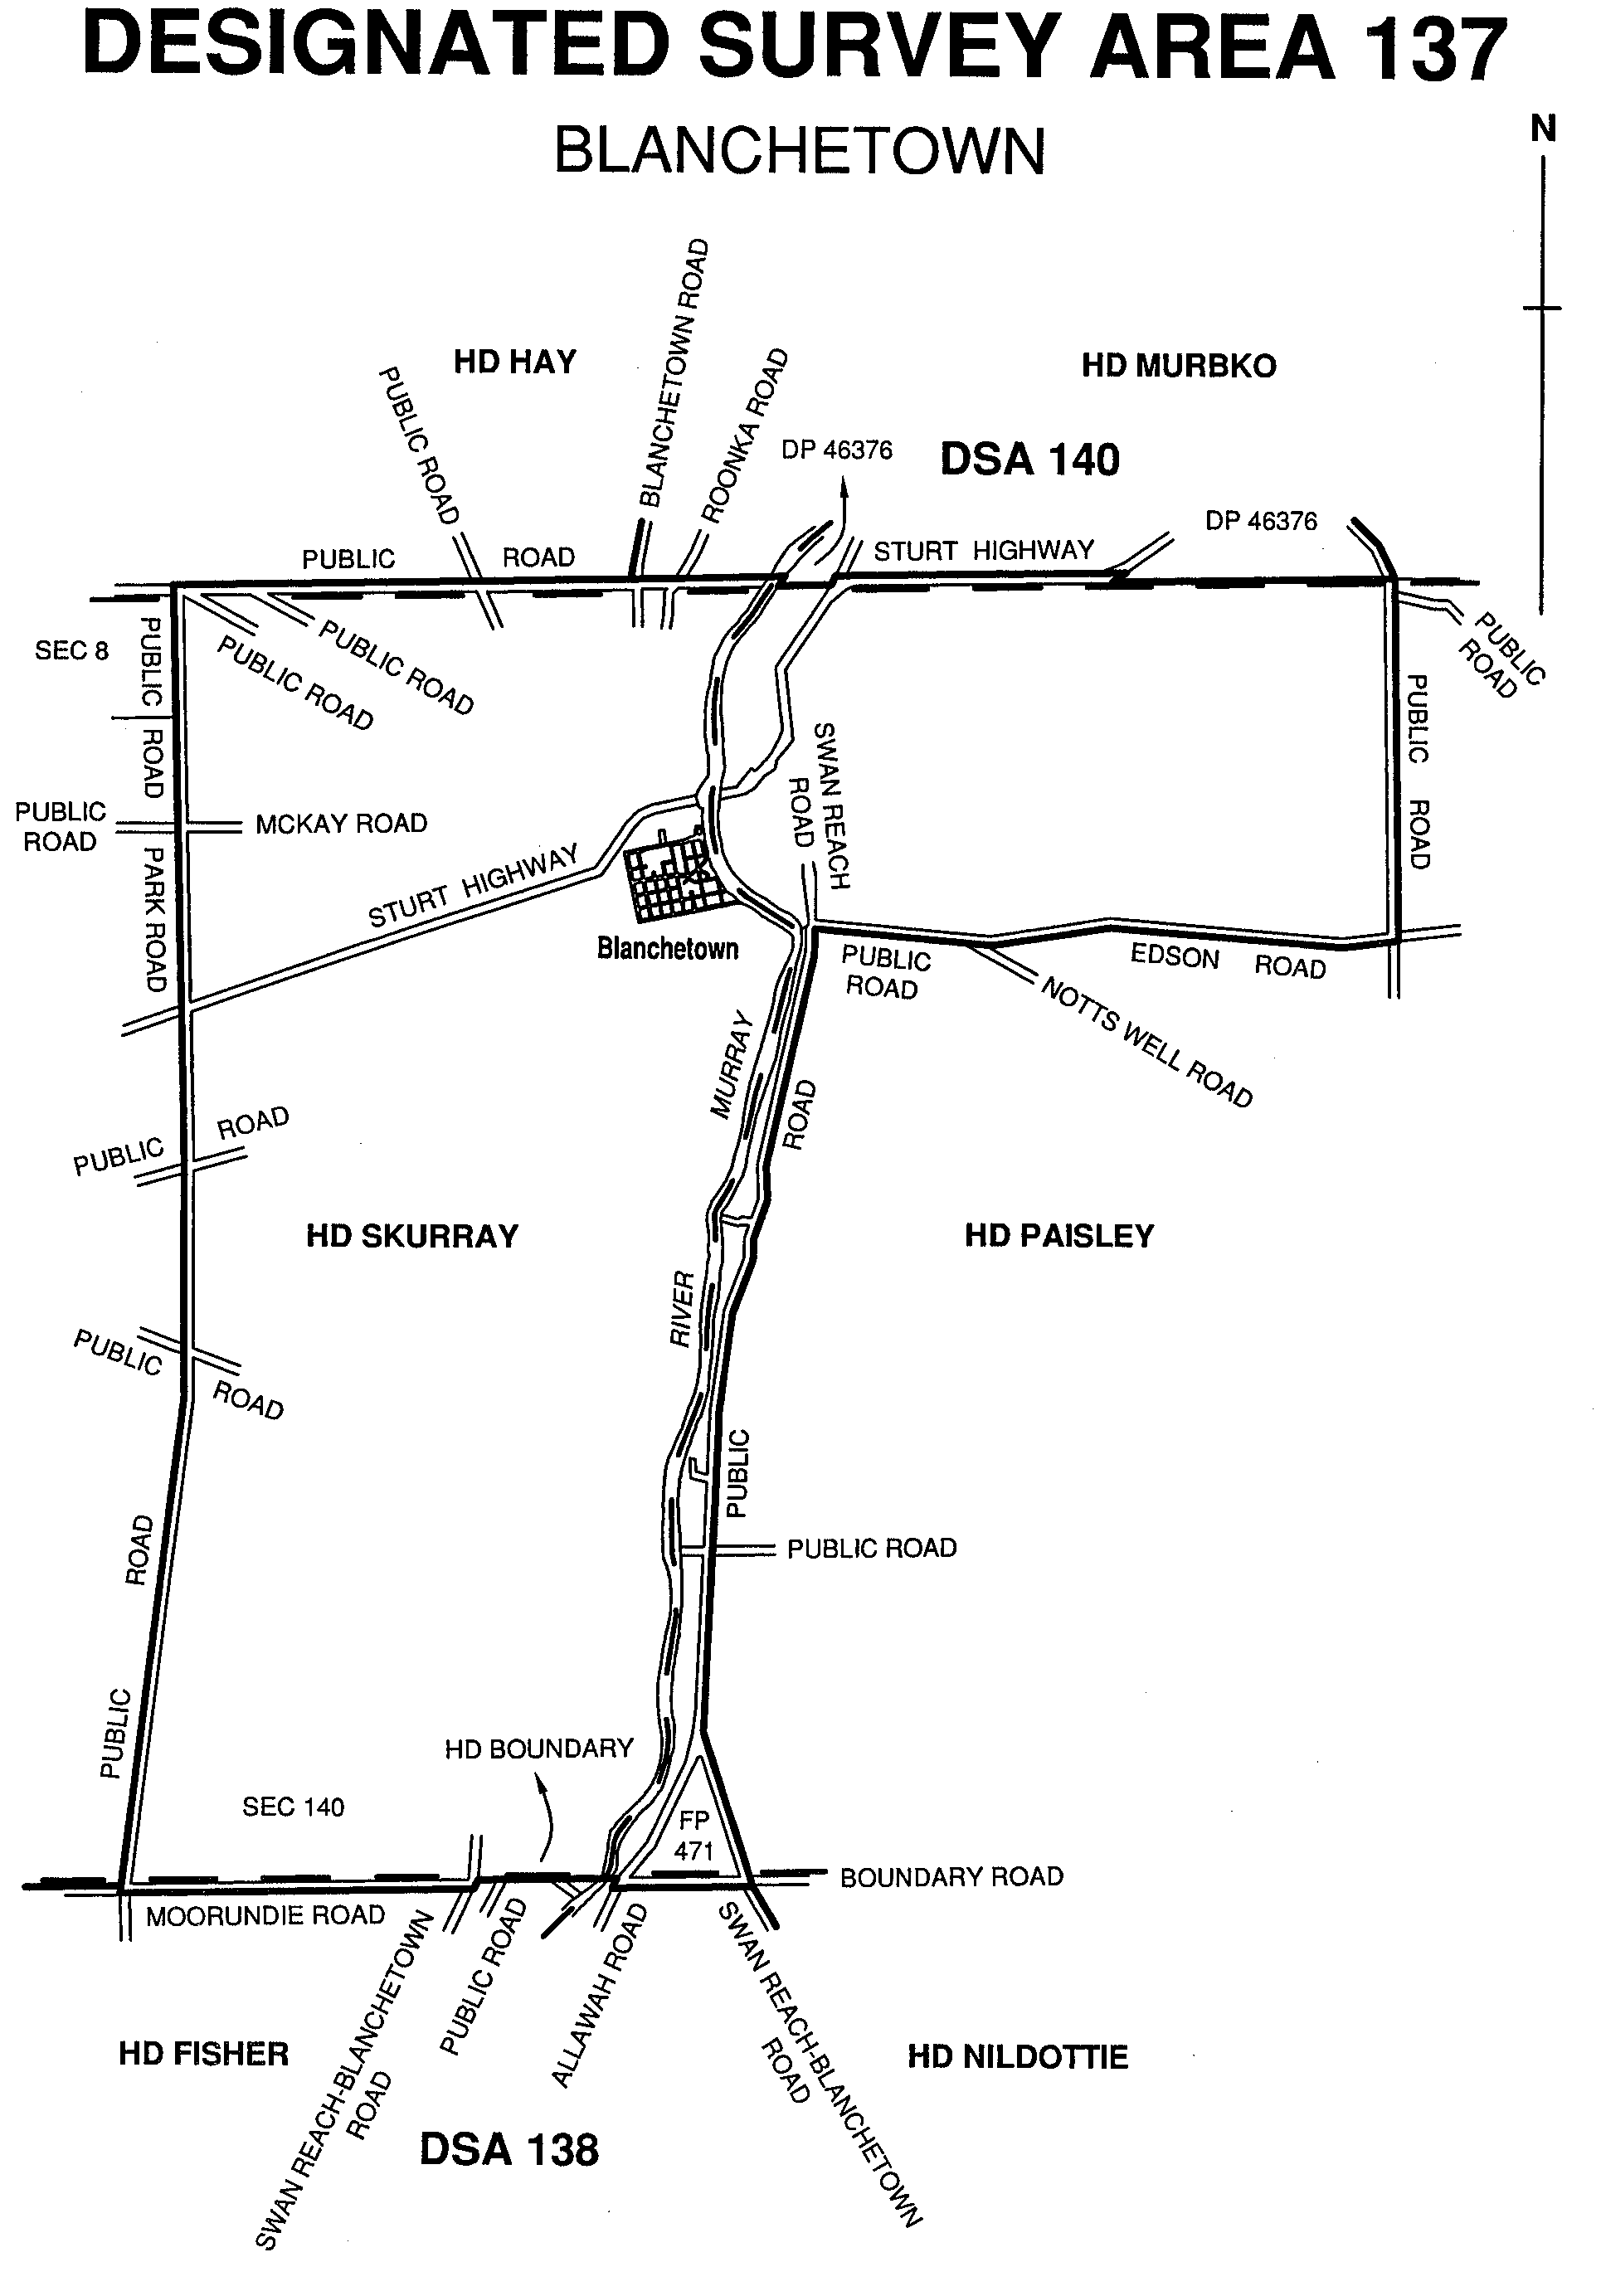 DESIGNATED SURVEY AREA 137
BLANCHETOWN
N
HD HAY
HD MURBKO
PUBLIC ROAD
BLANCHETOWN ROAD
ROONKA ROAD
DP 46376
DSA 140
DP 46376
PUBLIC ROAD
STURT HIGHWAY
SEC 8
PUBLIC ROAD
PUBLIC ROAD
PUBLIC ROAD
PUBLIC
ROAD
PUBLIC ROAD
PUBLIC
ROAD
MCKAY ROAD
PARK ROAD
STURT HIGHWAY
SWAN REACH
ROAD
Blanchetown
PUBLIC
ROAD
EDSON ROAD
NOTTS WELL ROAD
MURRAY
ROAD
PUBLIC ROAD
HD SKURRAY
HD PAISLEY
RIVER
PUBLIC
ROAD
PUBLIC
PUBLIC ROAD
ROAD
PUBLIC
HD BOUNDARY
SEC 140
FP
471
BOUNDARY ROAD
MOORUNDIE ROAD
SWAN REACH-BLANCHETOWN
ROAD
PUBLIC ROAD
ALLAWAH ROAD
SWAN REACH-BLANCHETOWN
ROAD
HD FISHER
HD NILDOTTIE
DSA 138